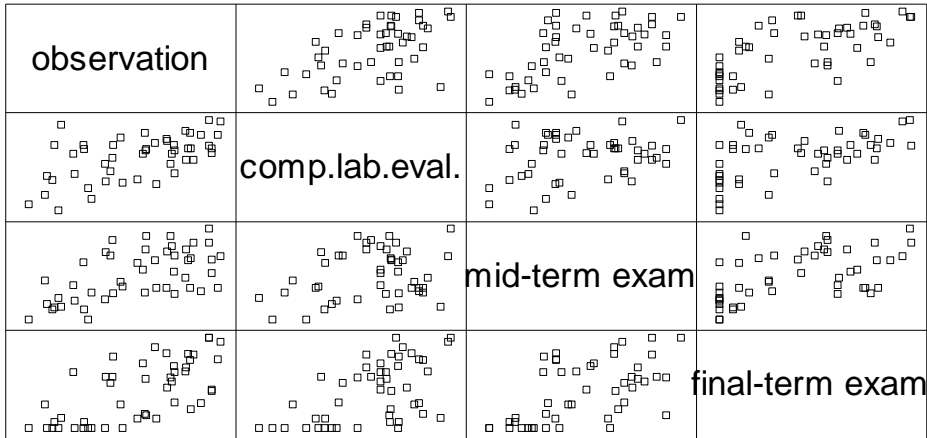 observation
comp.lab.eval.
mid-term exam
final-term exam